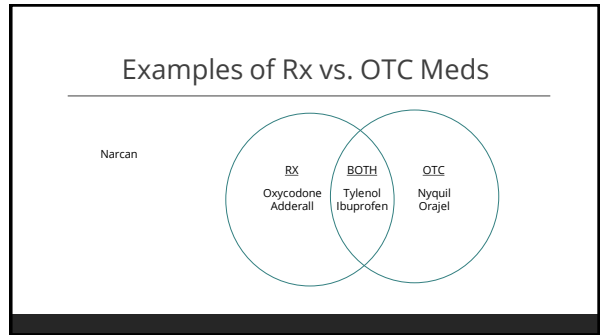 Examples of Rx vs. OTC Meds
Narcan
RX
Oxycodone
Adderall
BOTH
Tylenol
Ibuprofen
OTC
Nyquil
Orajel